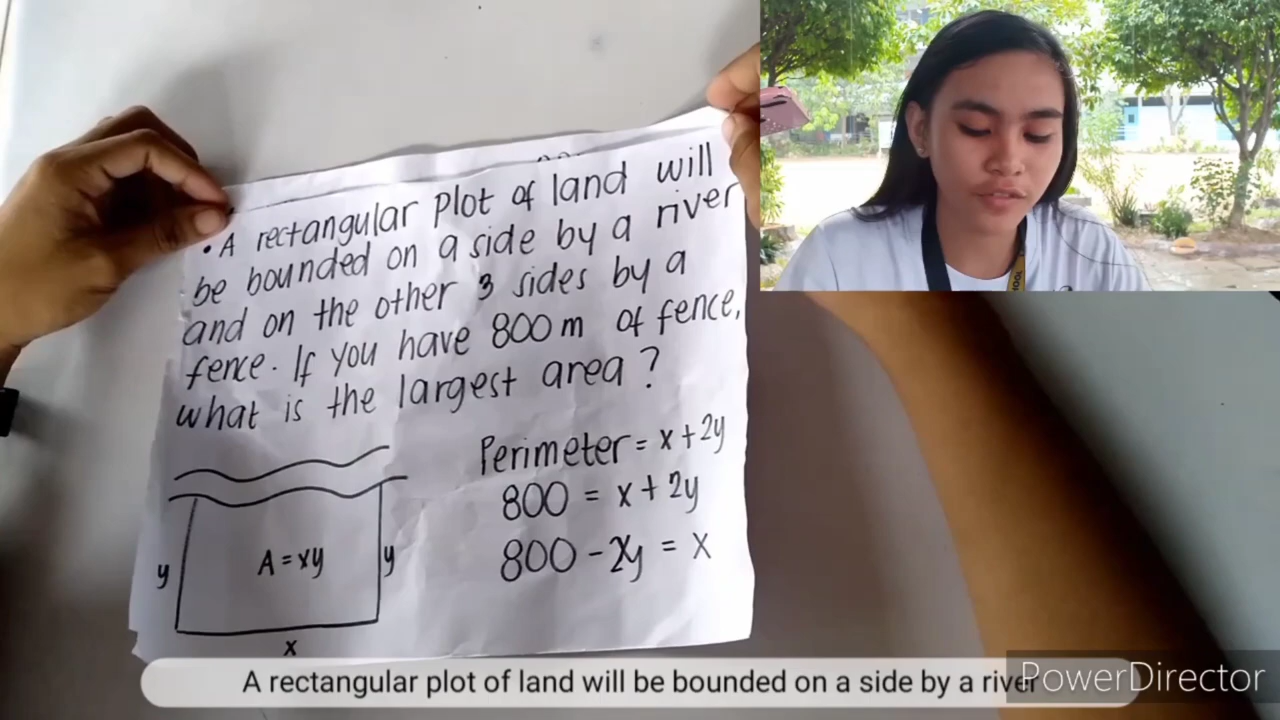 • A rectangular Plot of land will
be bounded on a side by a river
and on the other 3 sides by a
fence. If you have 800 m of fence,
what is the largest area?
Perimeter = x + 2y
800 = x + 2y
800 - 2y = x
y
A = xy
y
x
A rectangular plot of land will be bounded on a side by a river
PowerDirector